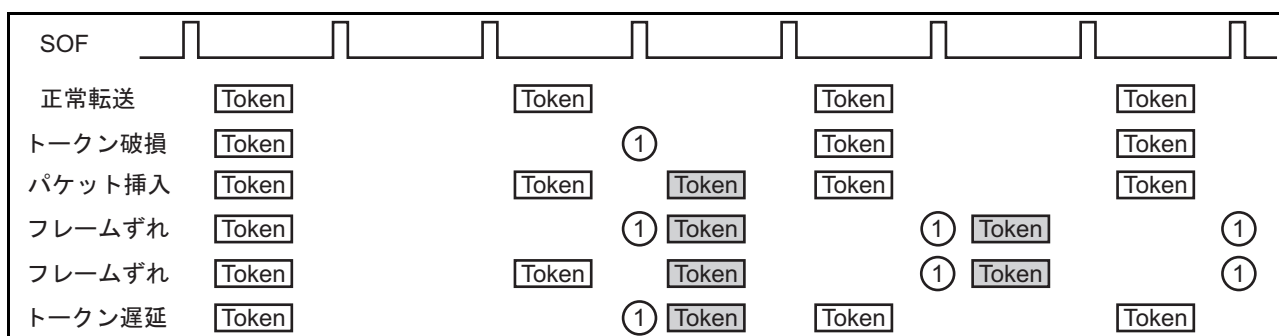 SOF
正常転送 Token Token Token Token
トークン破損 Token 1 Token Token
パケット挿入 Token Token Token Token Token
フレームずれ Token 1 Token 1 Token 1
フレームずれ Token Token Token 1 Token 1
トークン遅延 Token 1 Token Token Token